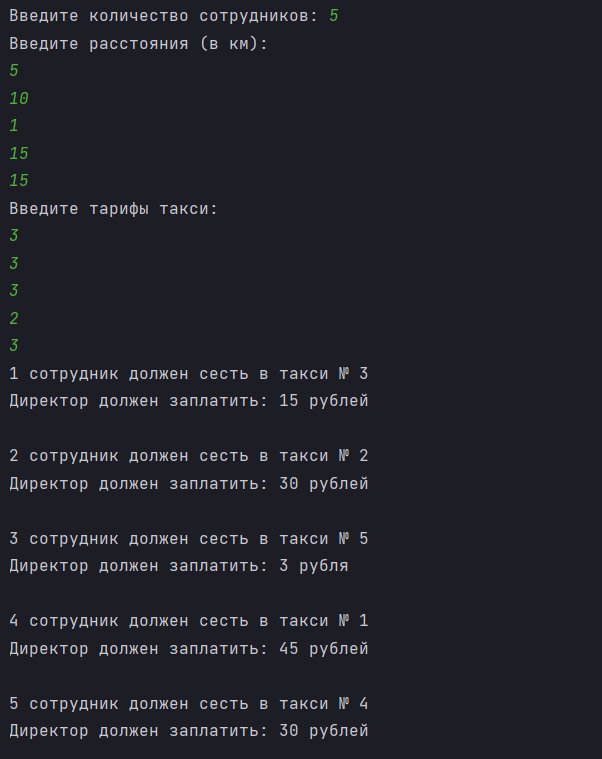 Введите количество сотрудников: 5
Введите расстояния (в км):
5
10
1
15
15
Введите тарифы такси:
3
3
3
2
3
1 сотрудник должен сесть в такси № 3
Директор должен заплатить: 15 рублей
2 сотрудник должен сесть в такси № 2
Директор должен заплатить: 30 рублей
3 сотрудник должен сесть в такси № 5
Директор должен заплатить: 3 рубля
4 сотрудник должен сесть в такси № 1
Директор должен заплатить: 45 рублей
5 сотрудник должен сесть в такси № 4
Директор должен заплатить: 30 рублей